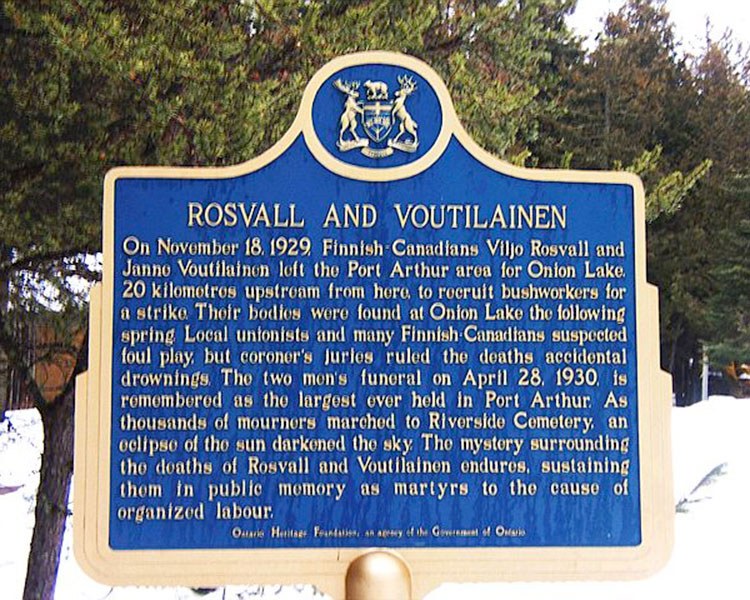 ROSVALL AND VOUTILAINEN
On November 18, 1929, Finnish-Canadians Viljo Rosvall and
Janne Voutilainen left the Port Arthur area for Onion Lake,
20 kilometres upstream from here, to recruit bushworkers for
a strike. Their bodies were found at Onion Lake the following
spring. Local unionists and many Finnish-Canadians suspected
foul play, but coroner's juries ruled the deaths accidental
drownings. The two men's funeral on April 28, 1930, is
remembered as the largest ever held in Port Arthur. As
thousands of mourners marched to Riverside Cemetery, an
eclipse of the sun darkened the sky. The mystery surrounding
the deaths of Rosvall and Voutilainen endures, sustaining
them in public memory as martyrs to the cause of
organized labour.
Ontario Heritage Foundation, an agency of the Government of Ontario